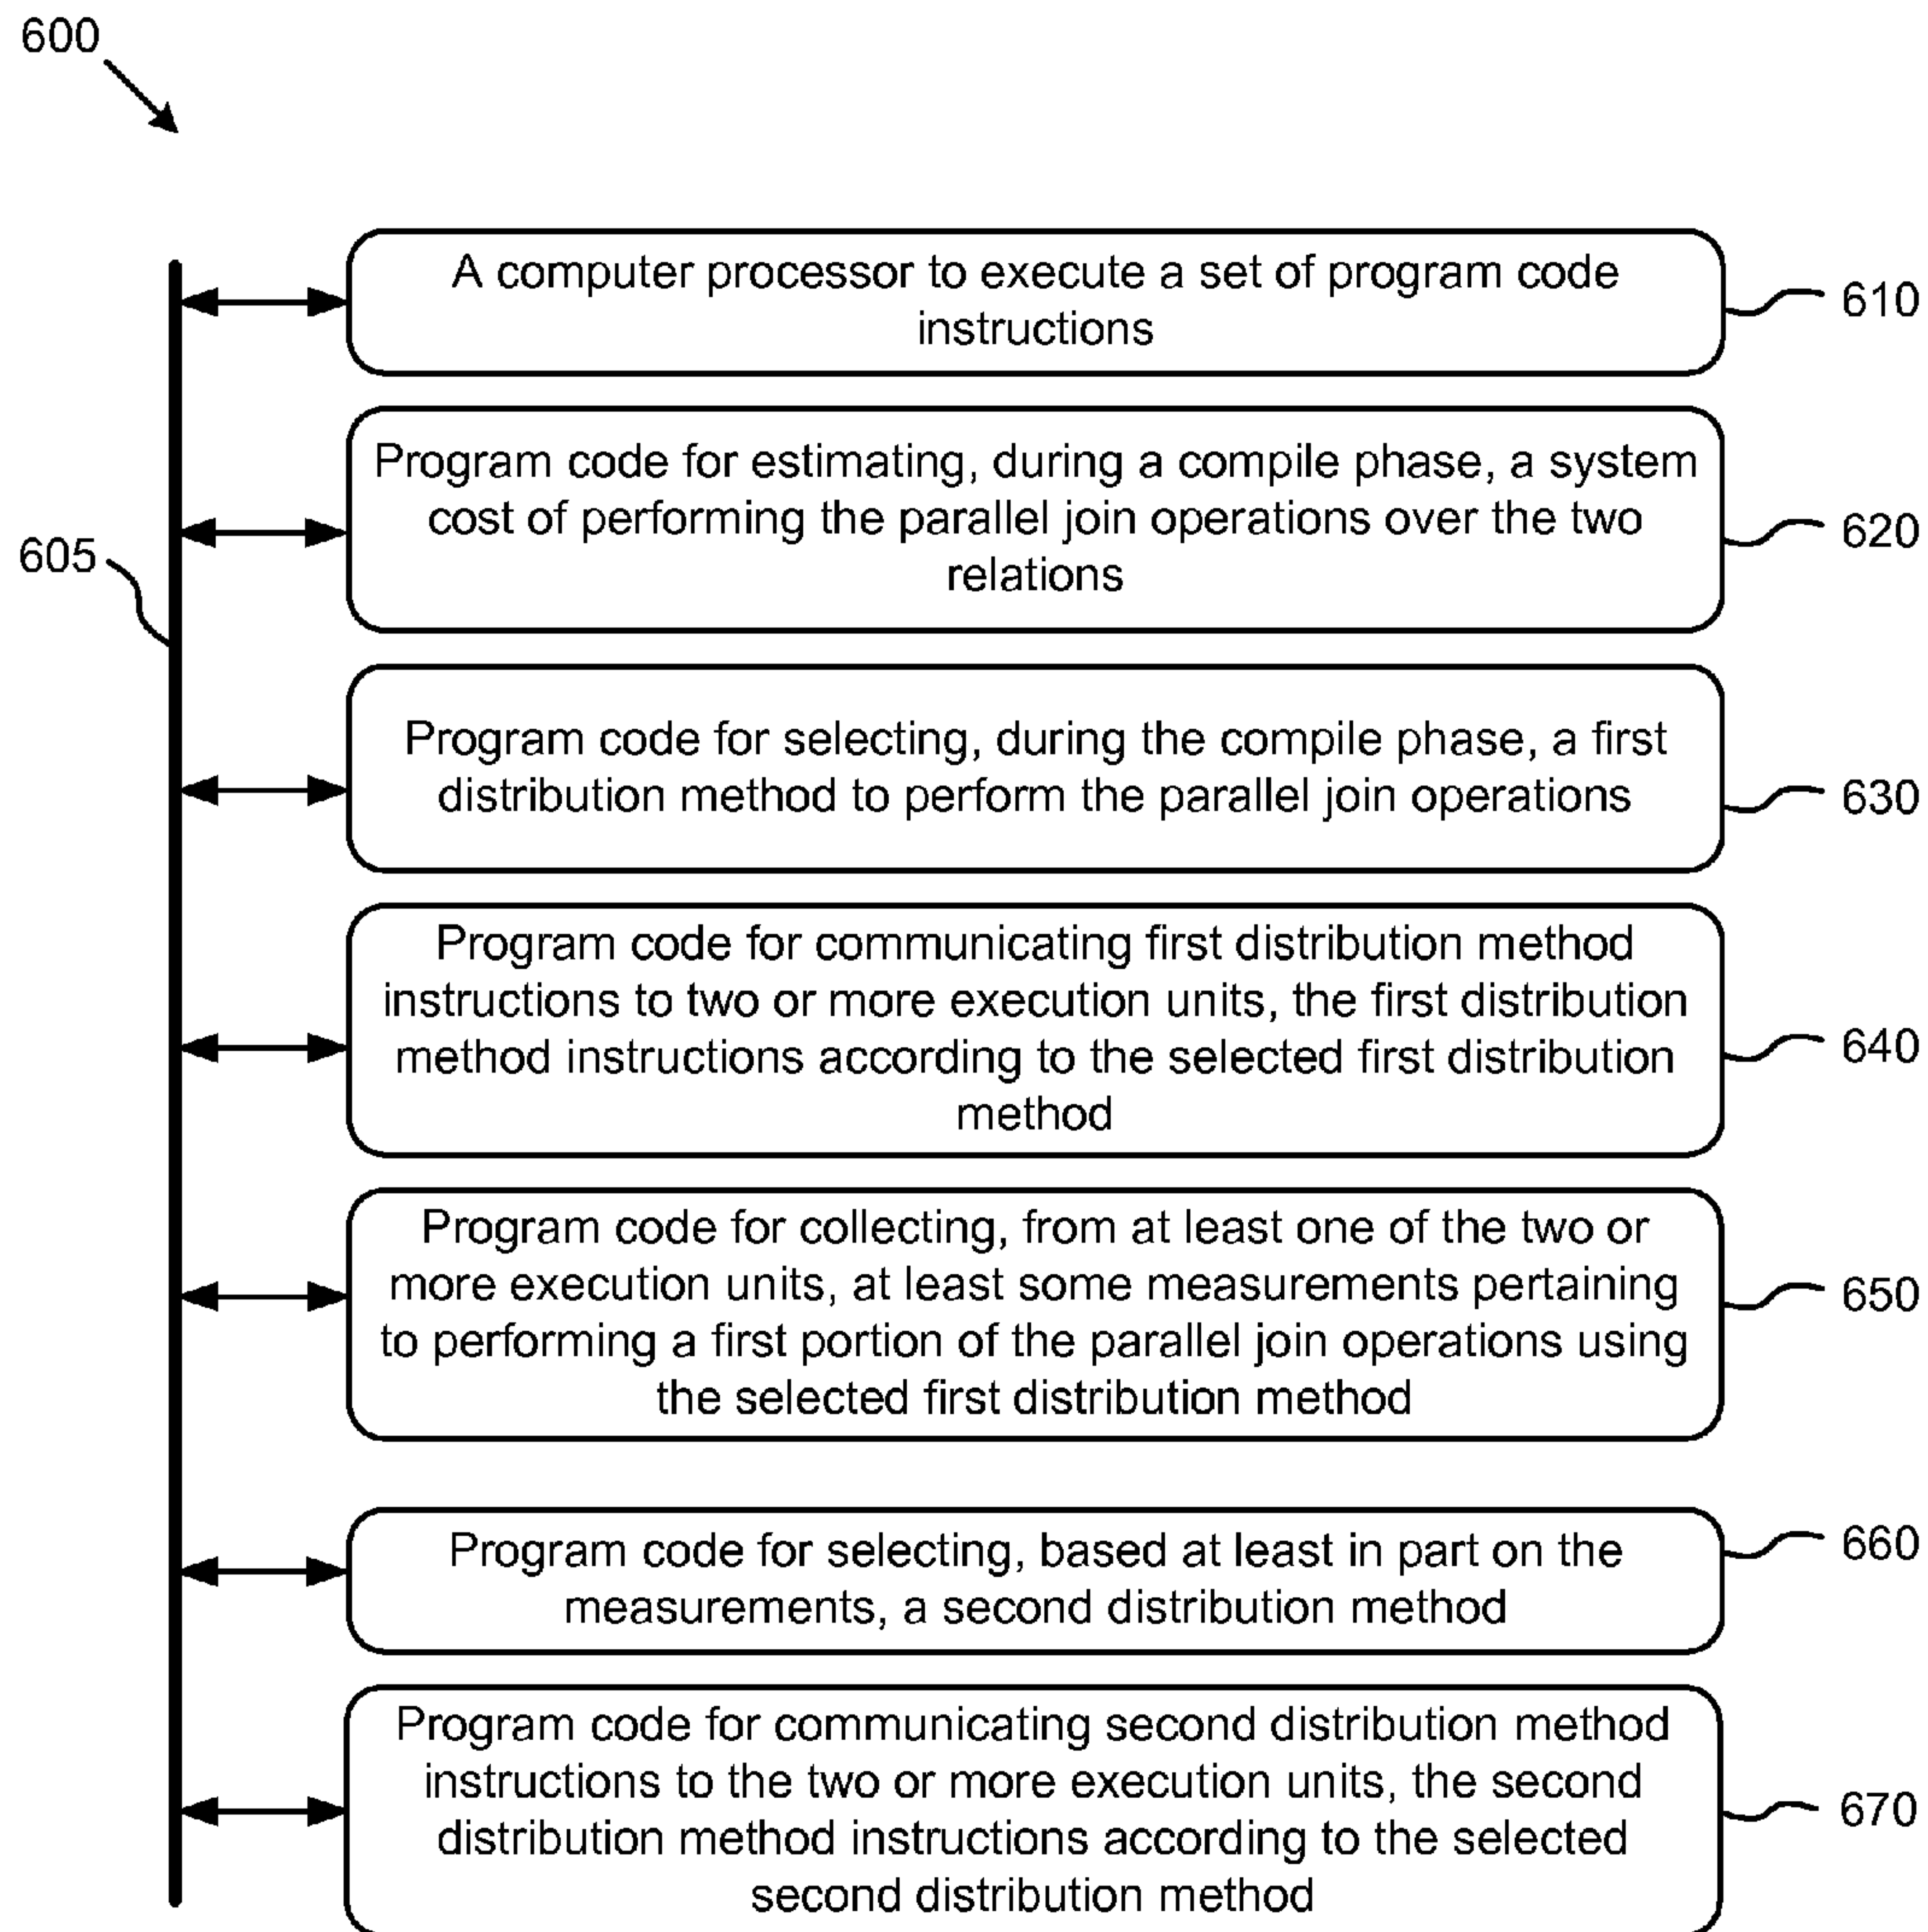 600
A computer processor to execute a set of program code
instructions
610
Program code for estimating, during a compile phase, a system
cost of performing the parallel join operations over the two
relations
620
605
Program code for selecting, during the compile phase, a first
distribution method to perform the parallel join operations
630
Program code for communicating first distribution method
instructions to two or more execution units, the first distribution
method instructions according to the selected first distribution
method
640
Program code for collecting, from at least one of the two or
more execution units, at least some measurements pertaining
to performing a first portion of the parallel join operations using
the selected first distribution method
650
Program code for selecting, based at least in part on the
measurements, a second distribution method
660
Program code for communicating second distribution method
instructions to the two or more execution units, the second
distribution method instructions according to the selected
second distribution method
670